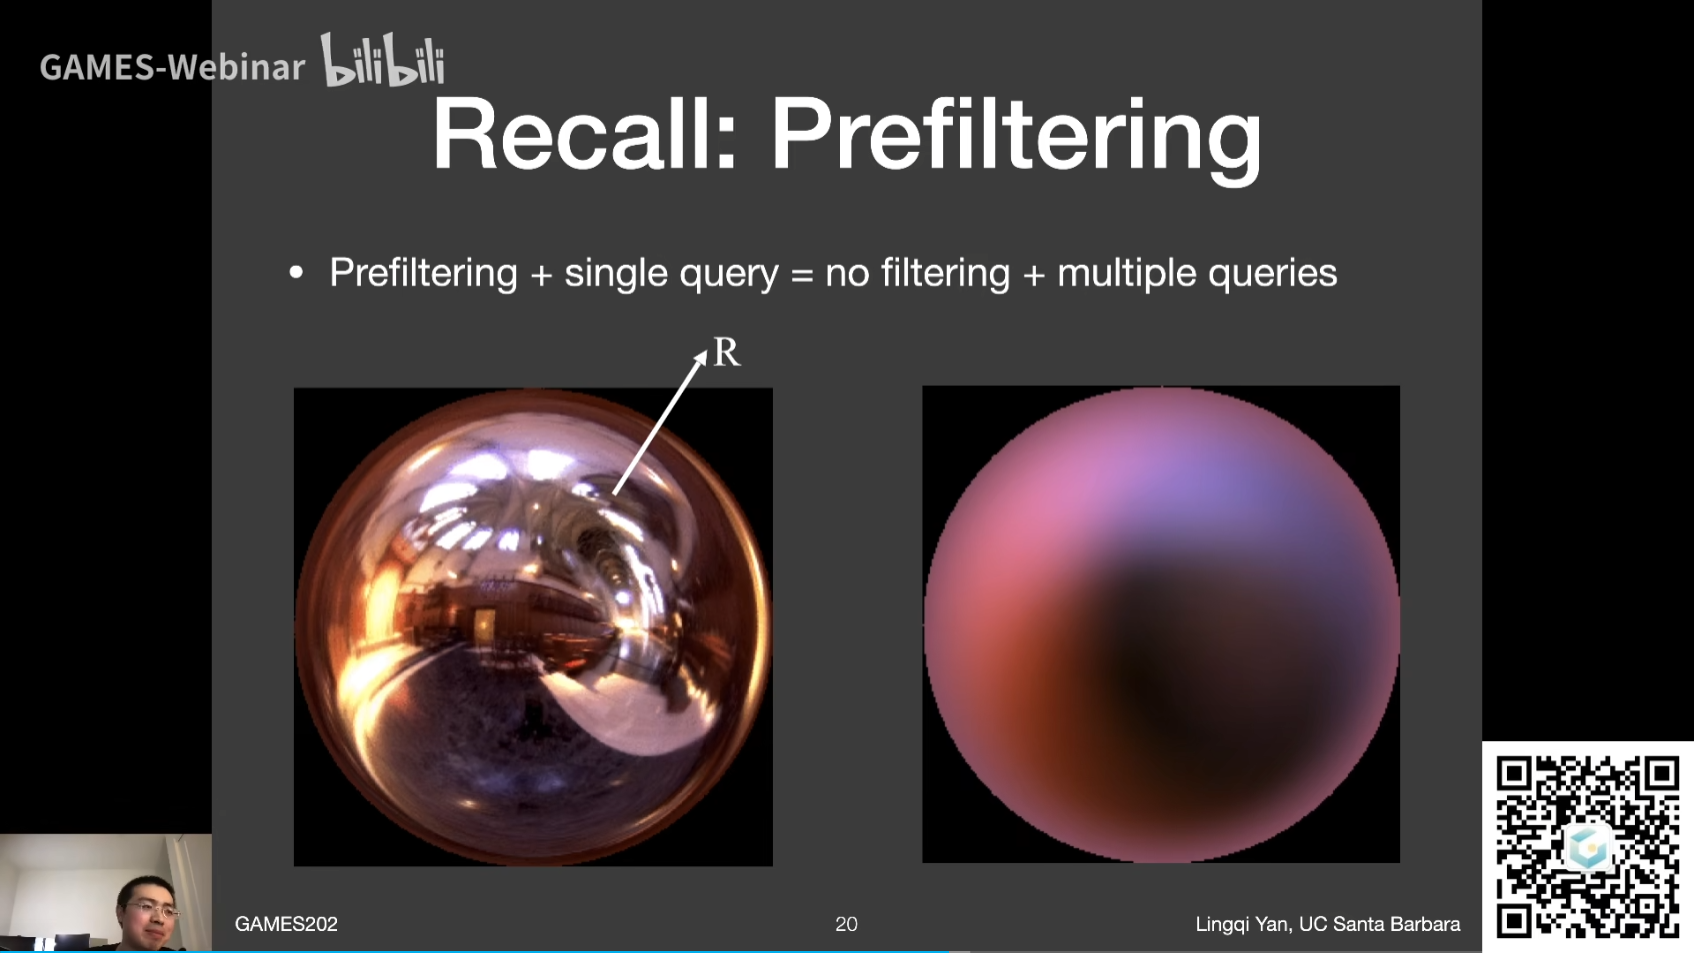 GAMES-Webinar bilibili
Recall: Prefiltering
• Prefiltering + single query = no filtering + multiple queries
R
GAMES202
20
Lingqi Yan, UC Santa Barbara